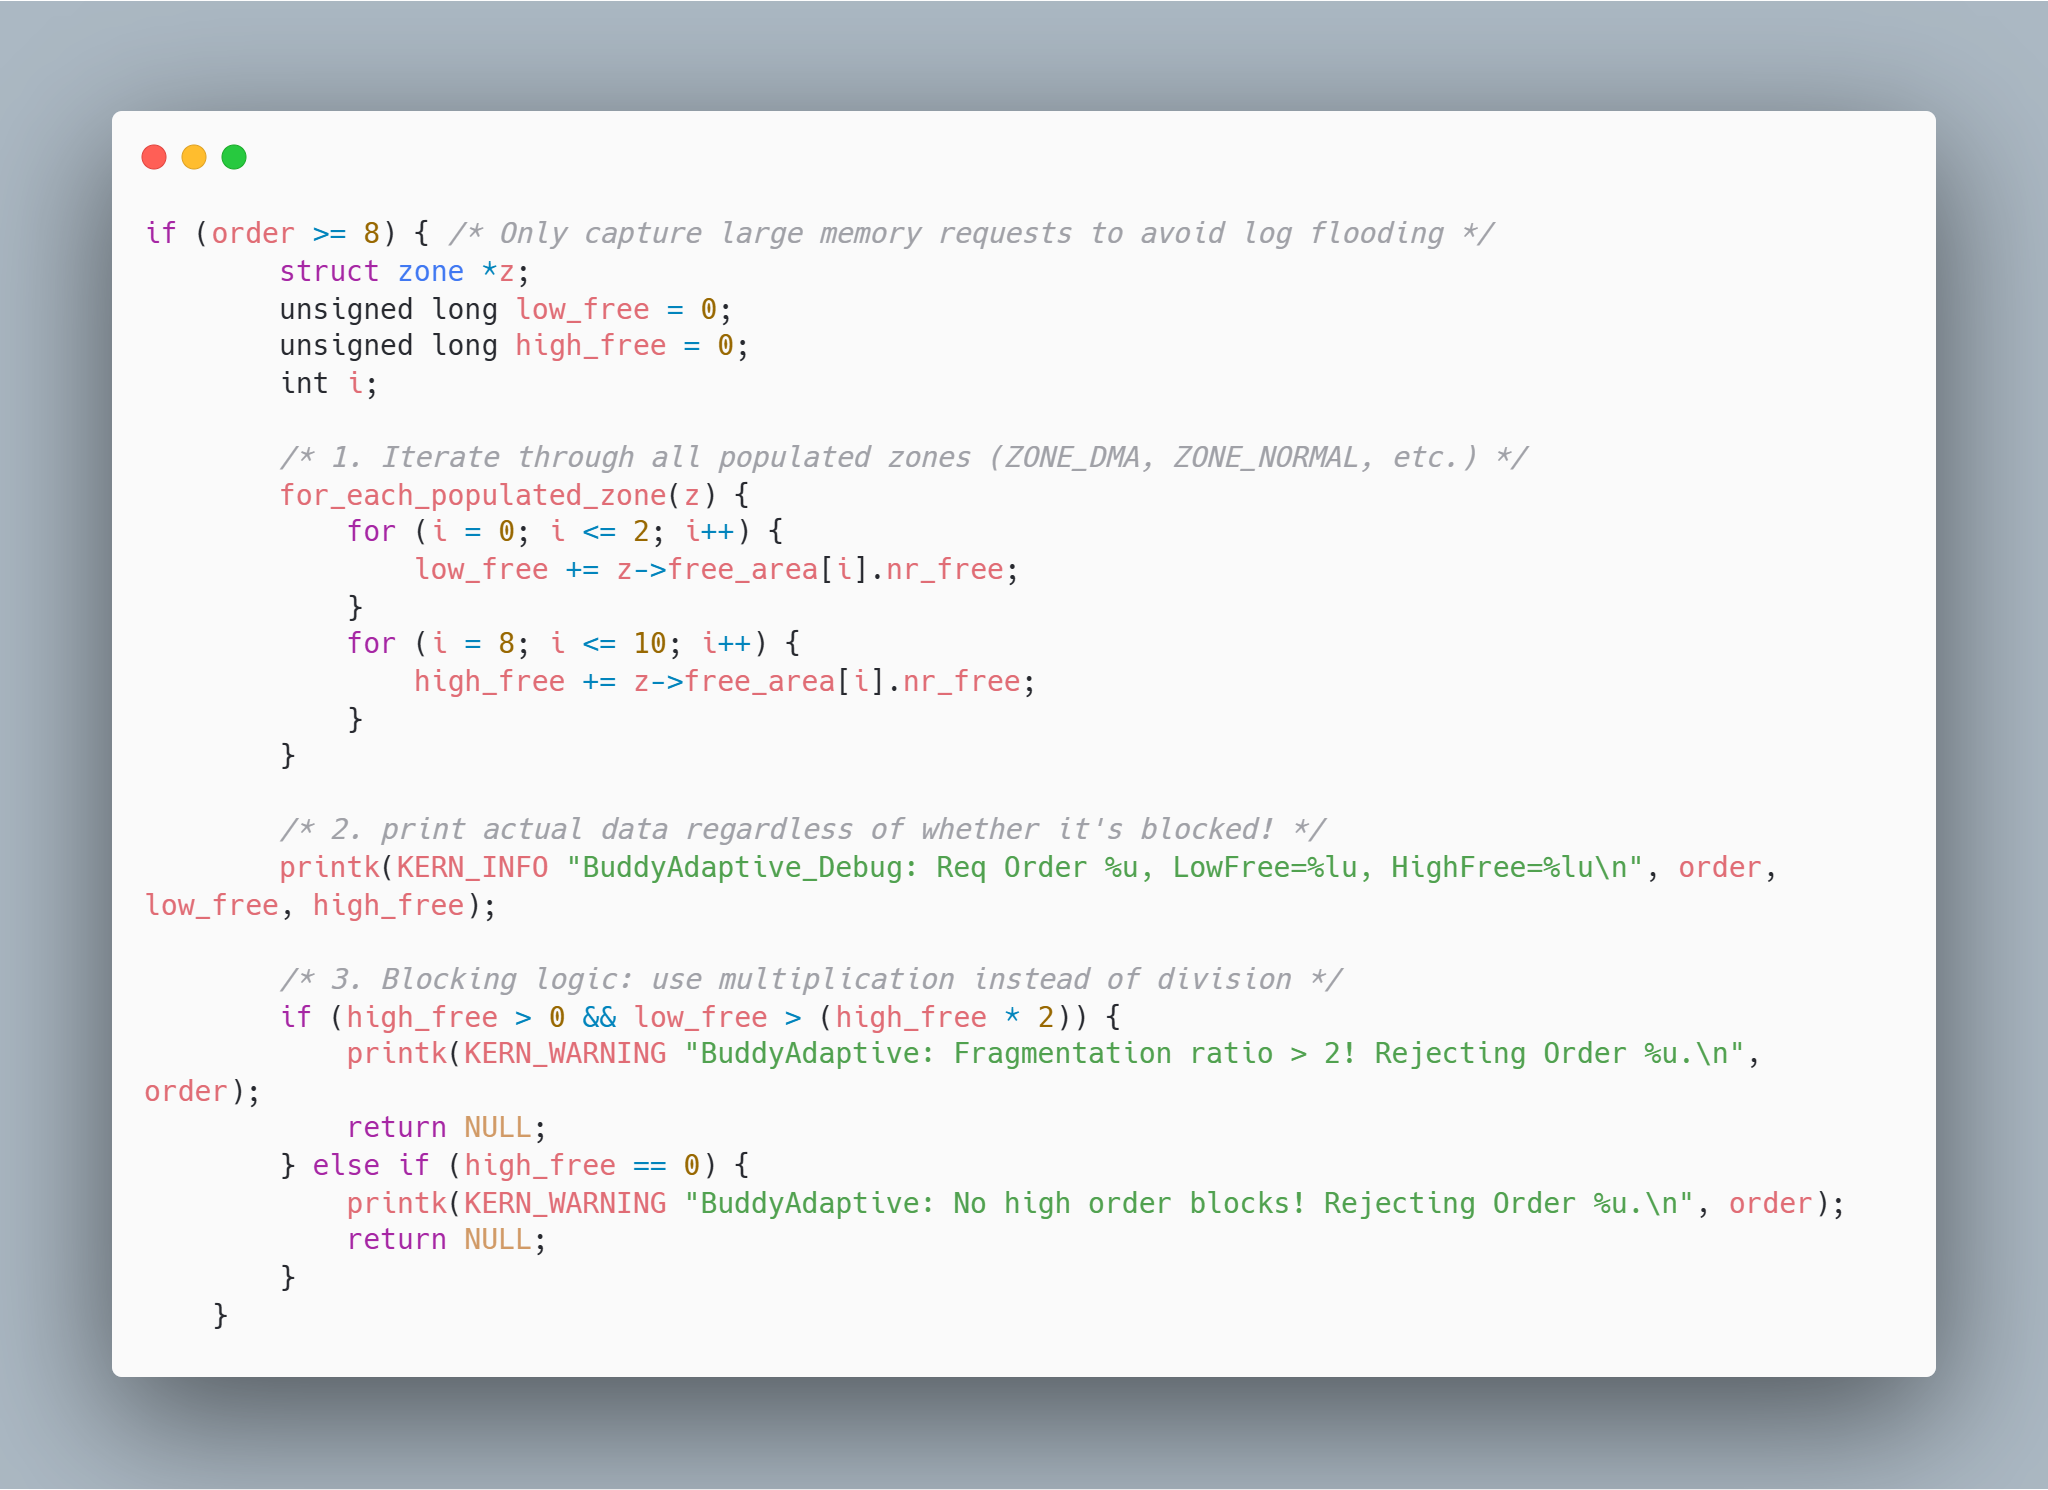 if (order >= 8) { /* Only capture large memory requests to avoid log flooding */
        struct zone *z;
        unsigned long low_free = 0;
        unsigned long high_free = 0;
        int i;

        /* 1. Iterate through all populated zones (ZONE_DMA, ZONE_NORMAL, etc.) */
        for_each_populated_zone(z) {
            for (i = 0; i <= 2; i++) {
                low_free += z->free_area[i].nr_free;
            }
            for (i = 8; i <= 10; i++) {
                high_free += z->free_area[i].nr_free;
            }
        }

        /* 2. print actual data regardless of whether it's blocked! */
        printk(KERN_INFO "BuddyAdaptive_Debug: Req Order %u, LowFree=%lu, HighFree=%lu\n", order,
low_free, high_free);

        /* 3. Blocking logic: use multiplication instead of division */
        if (high_free > 0 && low_free > (high_free * 2)) {
            printk(KERN_WARNING "BuddyAdaptive: Fragmentation ratio > 2! Rejecting Order %u.\n",
order);
            return NULL;
        } else if (high_free == 0) {
            printk(KERN_WARNING "BuddyAdaptive: No high order blocks! Rejecting Order %u.\n", order);
            return NULL;
        }
    }